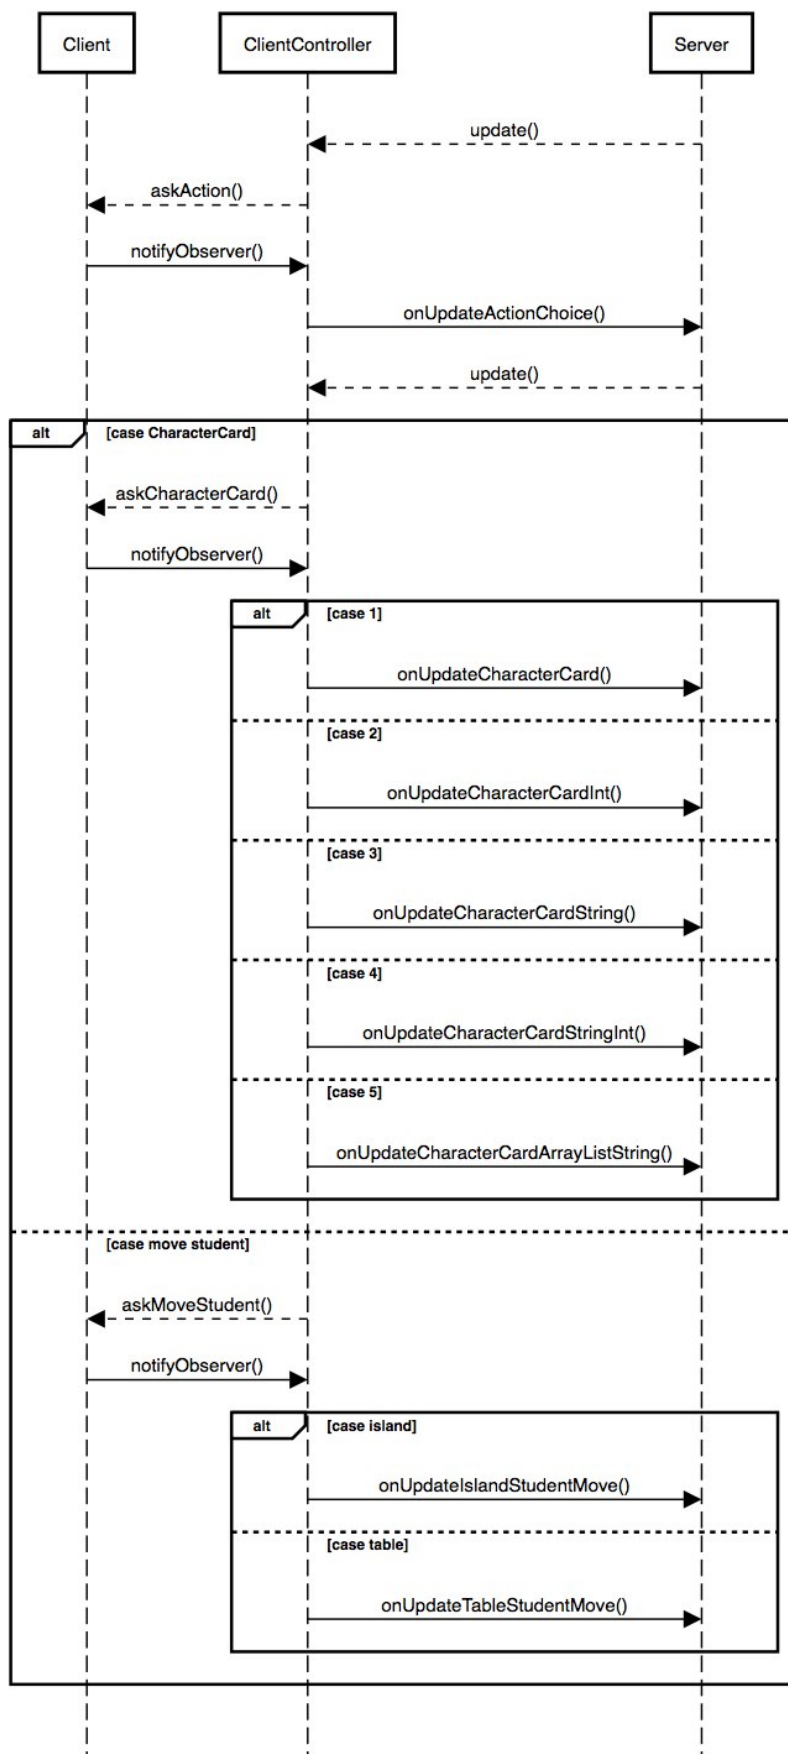 Client
ClientController
Server
update()
askAction()
notifyObserver()
onUpdateActionChoice()
update()
alt
[case CharacterCard]
askCharacterCard()
notifyObserver()
alt
[case 1]
onUpdateCharacterCard()
[case 2]
onUpdateCharacterCardInt()
[case 3]
onUpdateCharacterCardString()
[case 4]
onUpdateCharacterCardStringInt()
[case 5]
onUpdateCharacterCardArrayListString()
[case move student]
askMoveStudent()
notifyObserver()
alt
[case island]
onUpdateIslandStudentMove()
[case table]
onUpdateTableStudentMove()